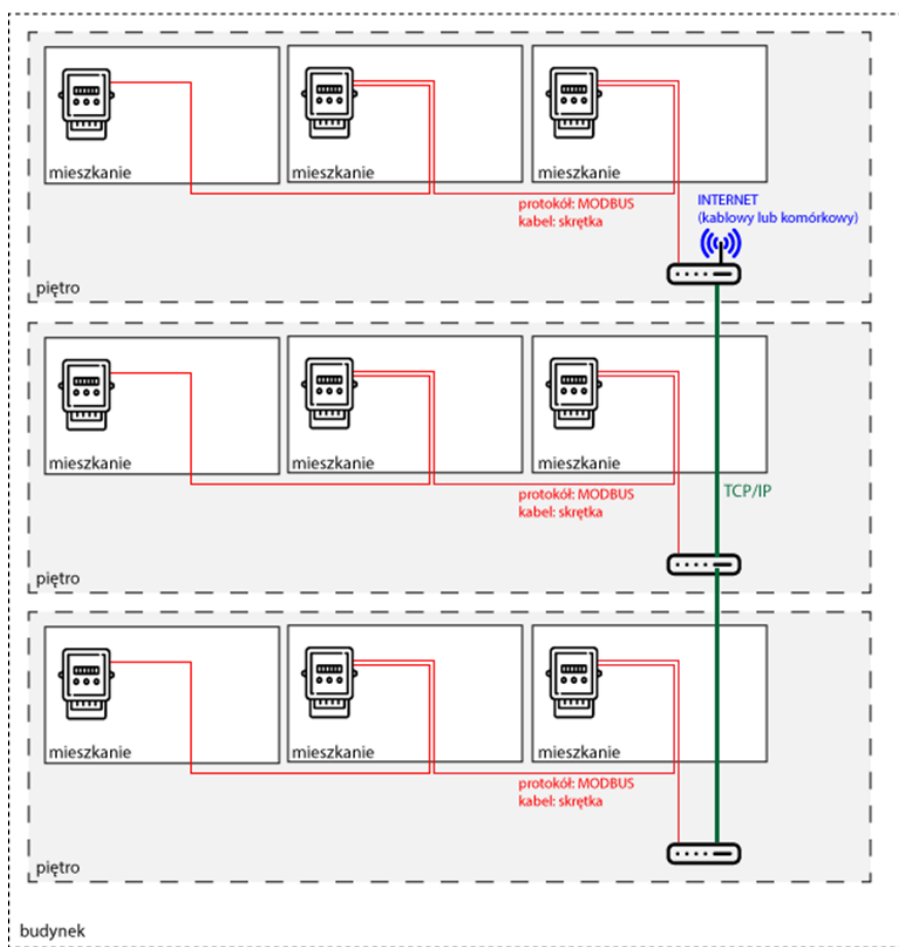 mieszkanie
mieszkanie
mieszkanie
protokół: MODBUS
kabel: skrętka
INTERNET
(kablowy lub komórkowy)
piętro
mieszkanie
mieszkanie
mieszkanie
protokół: MODBUS
kabel: skrętka
TCP/IP
piętro
mieszkanie
mieszkanie
mieszkanie
protokół: MODBUS
kabel: skrętka
piętro
budynek